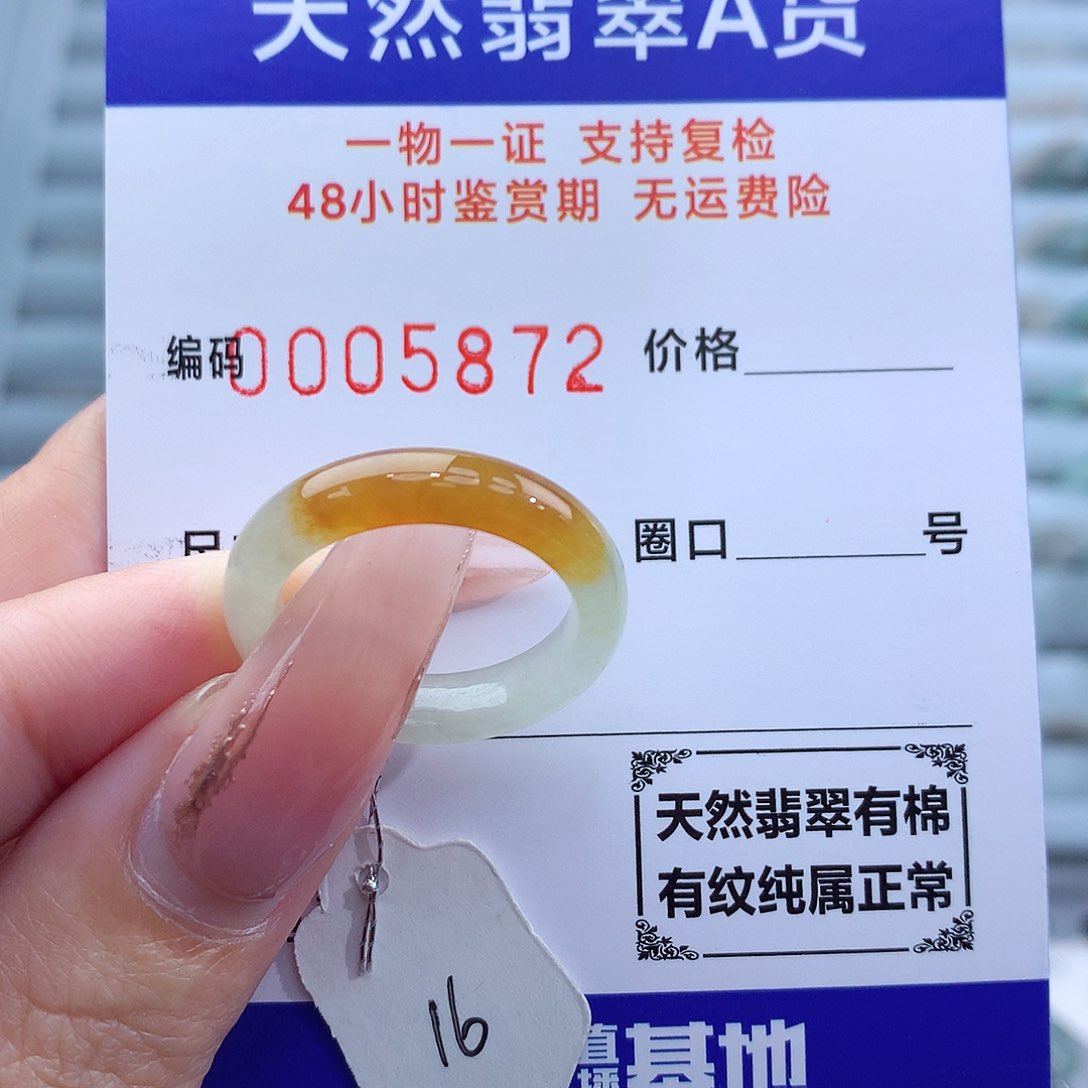 天然翡翠A货
一物一证 支持复检
48小时鉴赏期 无运费险
编码0005872 价格
圈口 号
天然翡翠有棉
有纹纯属正常
16
直播基地